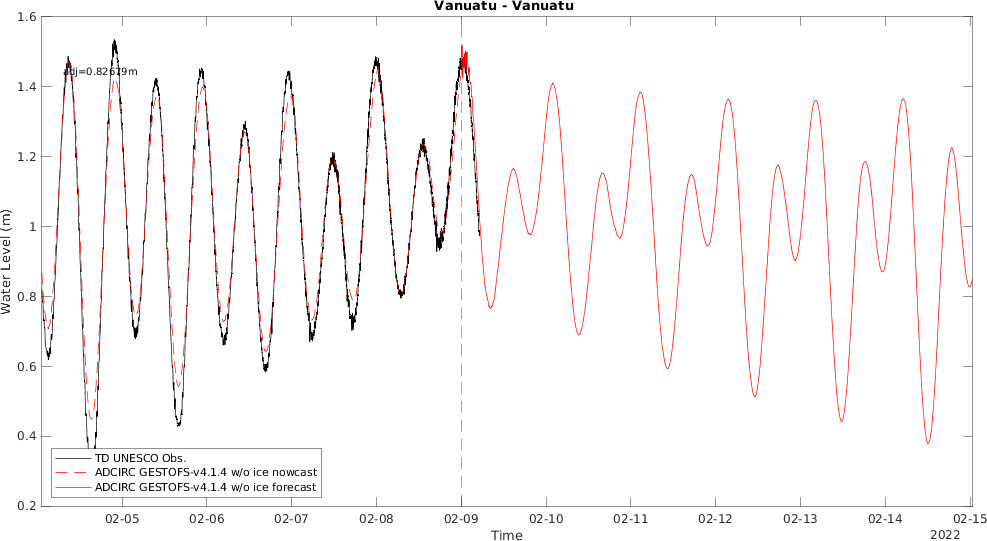 Vanuatu - Vanuatu
adj=0.82679m
Water Level (m)
1.6
1.4
1.2
1
0.8
0.6
0.4
0.2
TD UNESCO Obs.
ADCIRC GESTOFS-v4.1.4 w/o ice nowcast
ADCIRC GESTOFS-v4.1.4 w/o ice forecast
02-05 02-06 02-07 02-08 02-09 02-10 02-11 02-12 02-13 02-14 02-15
Time
2022